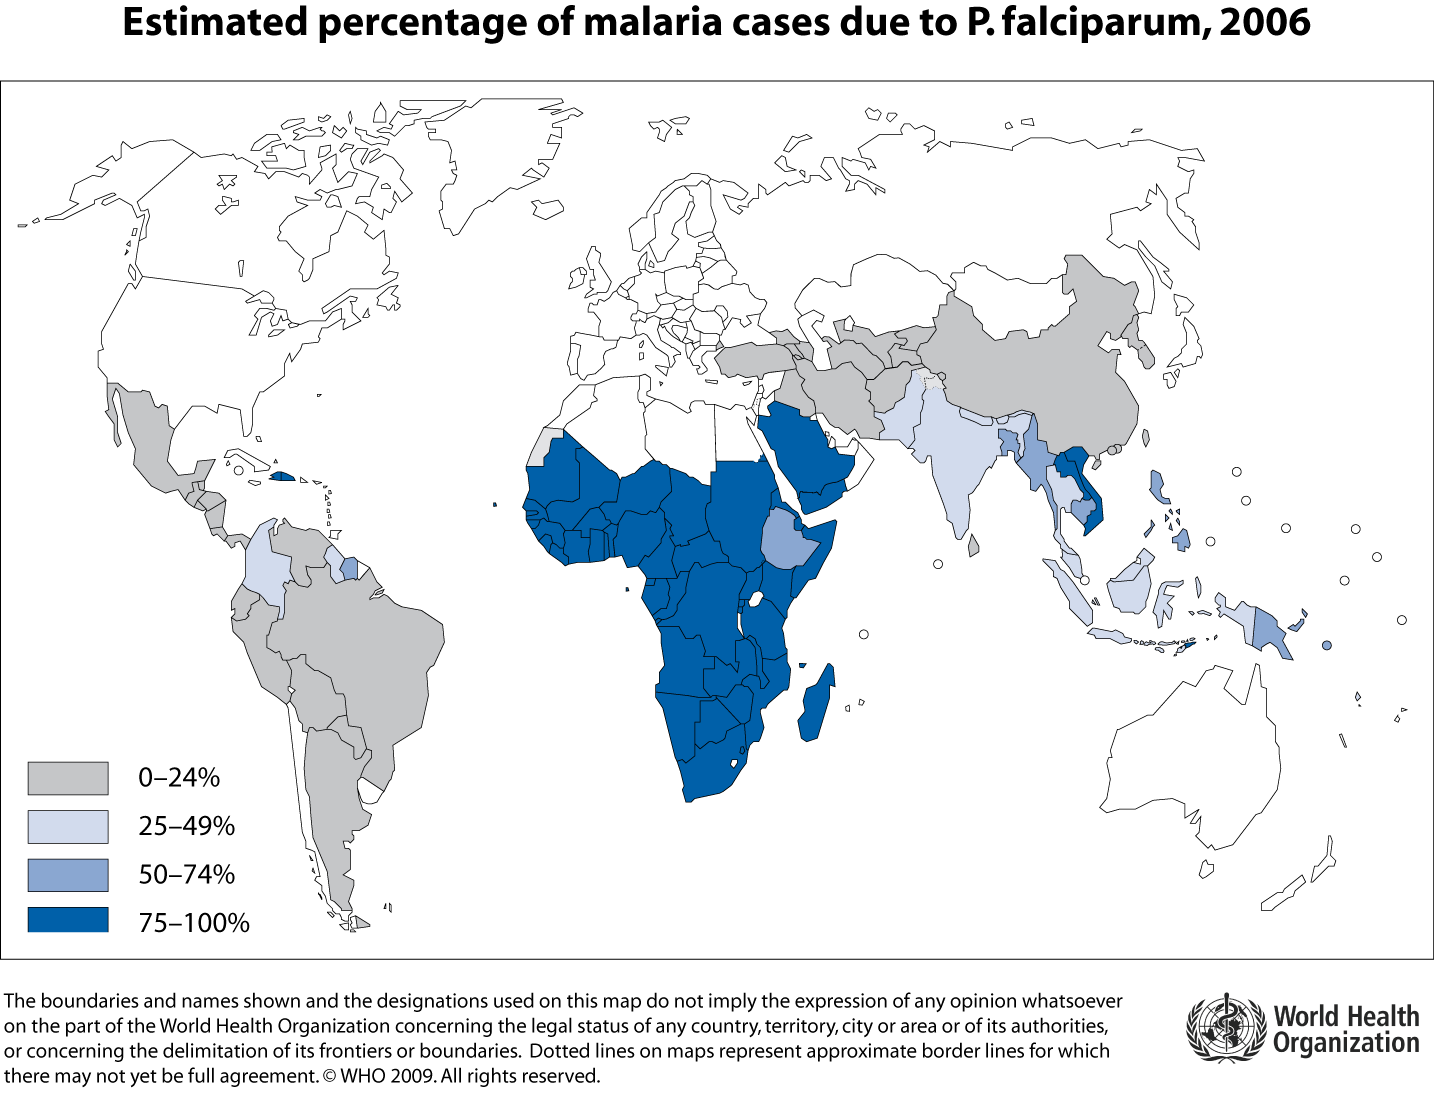 Estimated percentage of malaria cases due to P. falciparum, 2006
0–24%
25–49%
50–74%
75–100%
The boundaries and names shown and the designations used on this map do not imply the expression of any opinion whatsoever
on the part of the World Health Organization concerning the legal status of any country, territory, city or area or of its authorities,
or concerning the delimitation of its frontiers or boundaries. Dotted lines on maps represent approximate border lines for which
there may not yet be full agreement. © WHO 2009. All rights reserved.
World Health
Organization